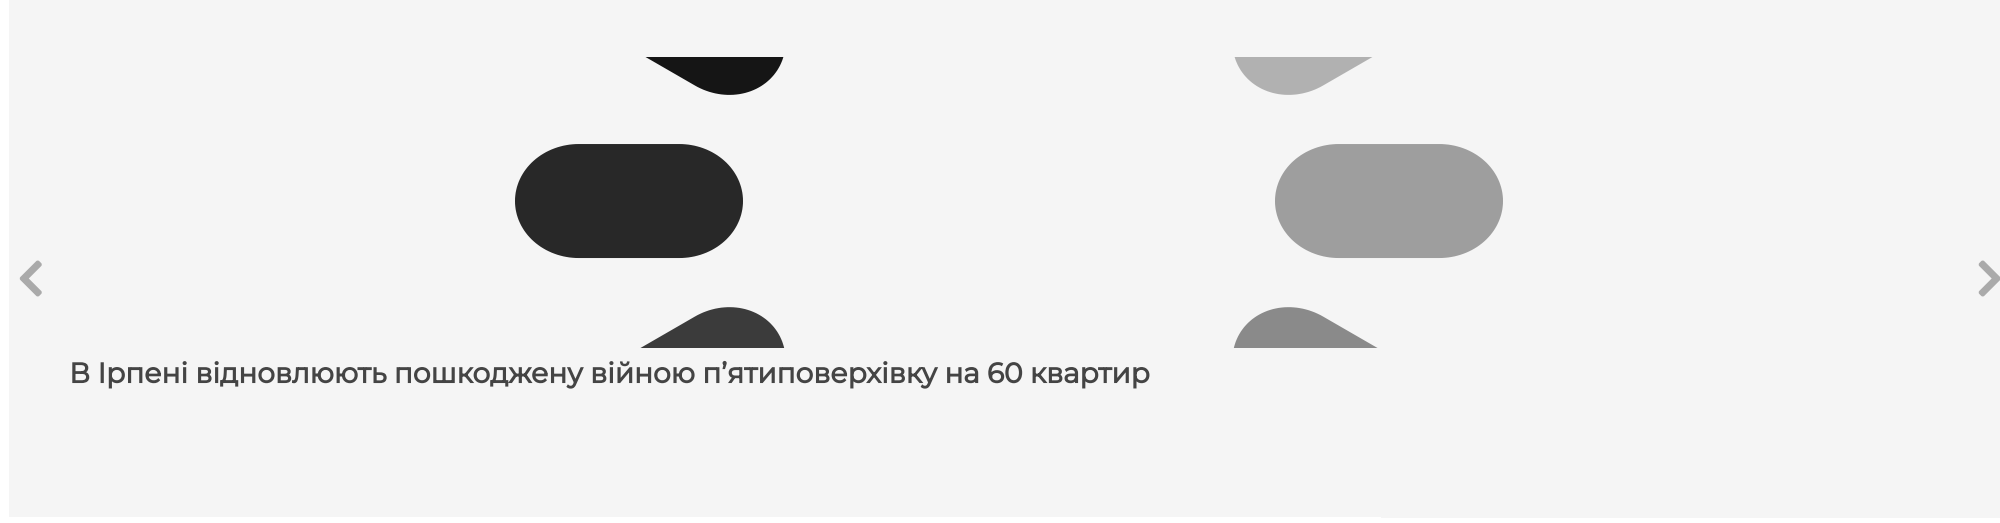 В Ірпені відновлюють пошкоджену війною п’ятиповерхівку на 60 квартир